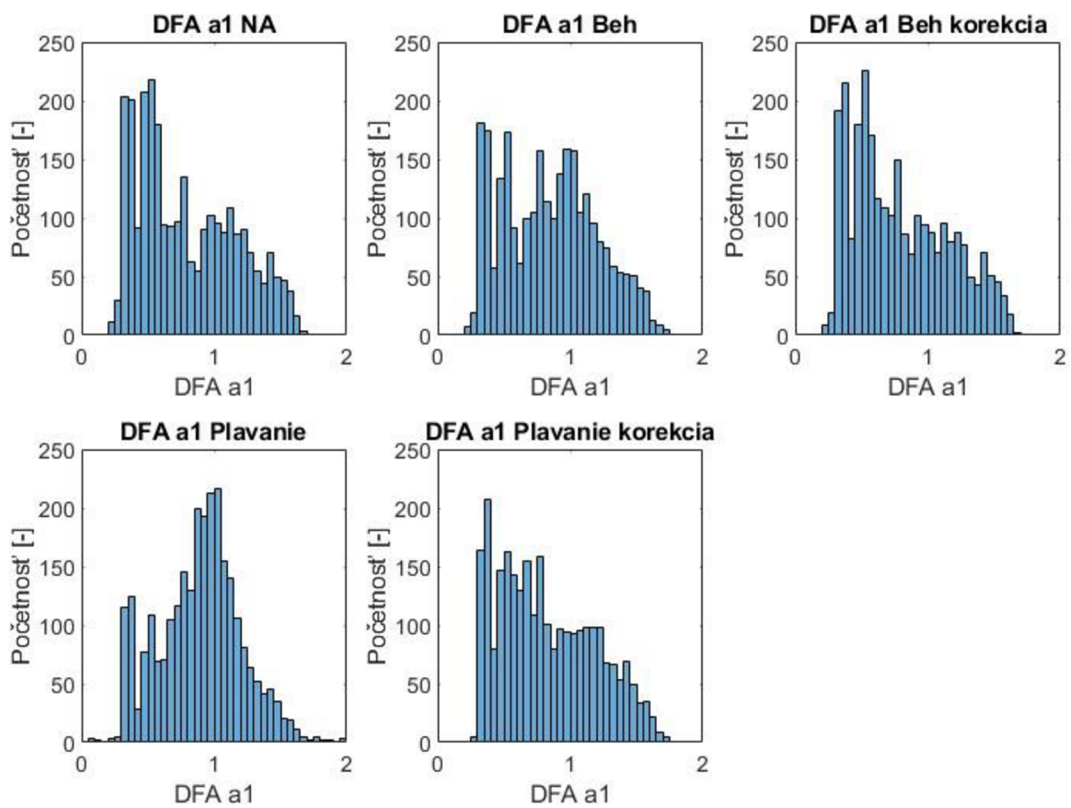 DFA a1 NA
250
200
150
100
50
0
Početnosť [-]
0 1 2
DFA a1
DFA a1 Beh
250
200
150
100
50
0
Početnosť [-]
0 1 2
DFA a1
DFA a1 Beh korekcia
250
200
150
100
50
0
Početnosť [-]
0 1 2
DFA a1
DFA a1 Plavanie
250
200
150
100
50
0
Početnosť [-]
0 1 2
DFA a1
DFA a1 Plavanie korekcia
250
200
150
100
50
0
Početnosť [-]
0 1 2
DFA a1